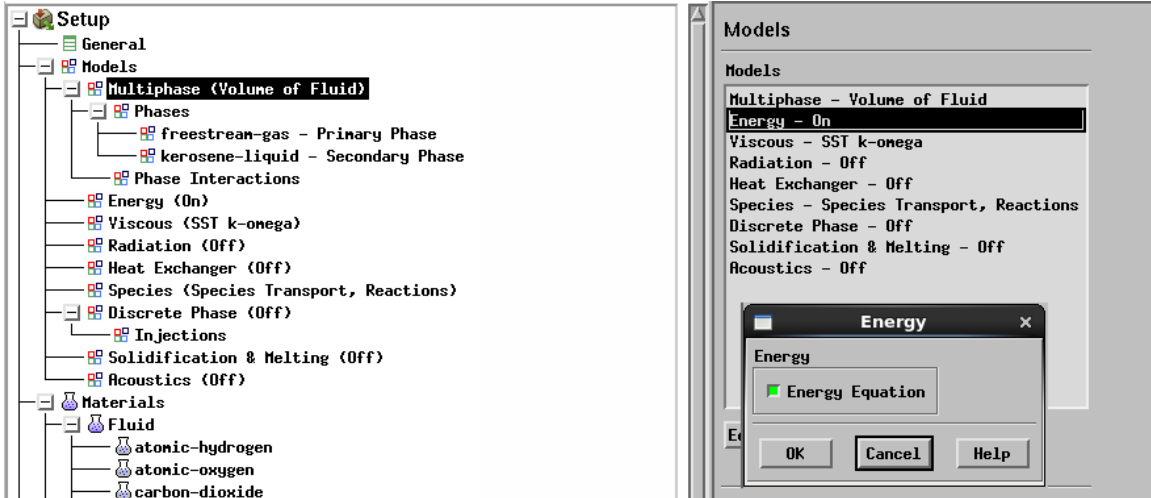 Setup
General
Models
Multiphase (Volume of Fluid)
Phases
freestream-gas - Primary Phase
kerosene-liquid - Secondary Phase
Phase Interactions
Energy (On)
Viscous (SST k-omega)
Radiation (Off)
Heat Exchanger (Off)
Species (Species Transport, Reactions)
Discrete Phase (Off)
Injections
Solidification & Melting (Off)
Acoustics (Off)
Materials
Fluid
atomic-hydrogen
atomic-oxygen
carbon-dioxide
Models
Models
Multiphase - Volume of Fluid
Energy - On
Viscous - SST k-omega
Radiation - Off
Heat Exchanger - Off
Species - Species Transport, Reactions
Discrete Phase - Off
Solidification & Melting - Off
Acoustics - Off
Energy
Energy
Energy Equation
OK Cancel Help